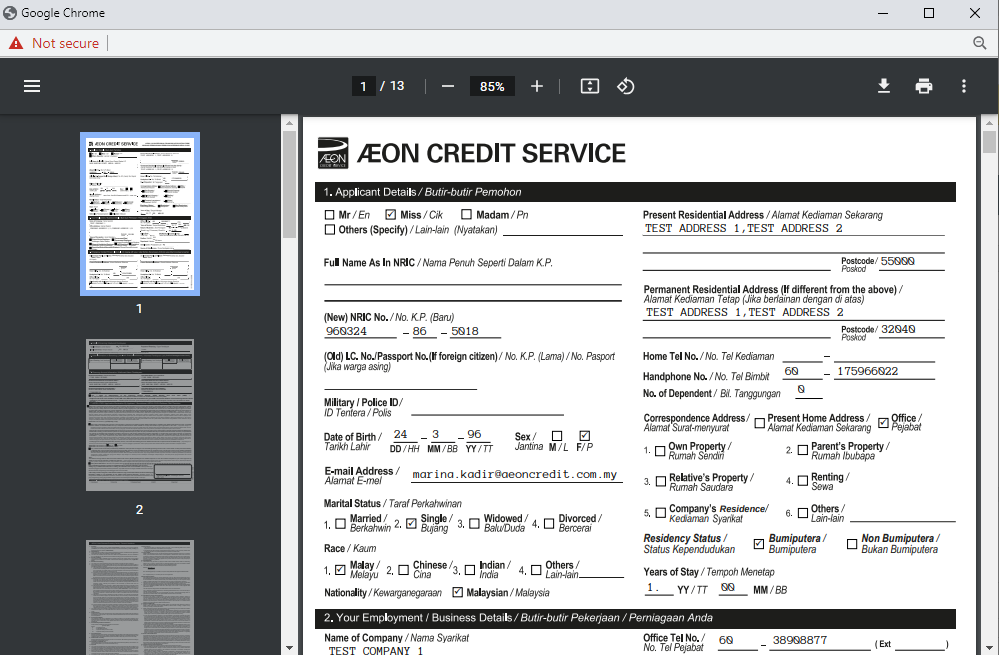 Google Chrome
Not secure
1 / 13
85%
1
2
ÆON
CREDIT SERVICE
ÆON CREDIT SERVICE
1. Applicant Details / Butir-butir Pemohon
Mr / En Miss / Cik Madam / Pn
Others (Specify) / Lain-lain (Nyatakan)
Full Name As In NRIC / Nama Penuh Seperti Dalam K.P.
(New) NRIC No. / No. K.P. (Baru)
960324 – 86 – 5018
(Old) I.C. No./Passport No.(If foreign citizen) / No. K.P. (Lama) / No. Pasport
(Jika warga asing)
Military / Police ID /
ID Tentera / Polis
Date of Birth / 24 – 3 – 96 Sex /
Tarikh Lahir DD / HH MM / BB YY / TT Jantina M / L F / P
E-mail Address / marina.kadir@aeoncredit.com.my
Alamat E-mel
Marital Status / Taraf Perkahwinan
1. Married / 2. Single / 3. Widowed / 4. Divorced /
Berkahwin Bujang Balu/Duda Bercerai
Race / Kaum
1. Malay / 2. Chinese / 3. Indian / 4. Others /
Melayu Cina India Lain-lain
Nationality / Kewarganegaraan Malaysian / Malaysia
Present Residential Address / Alamat Kediaman Sekarang
TEST ADDRESS 1,TEST ADDRESS 2
Postcode / 55000
Poskod
Permanent Residential Address (If different from the above) /
Alamat Kediaman Tetap (Jika berlainan dengan di atas)
TEST ADDRESS 1,TEST ADDRESS 2
Postcode / 32040
Poskod
Home Tel No. / No. Tel Kediaman –
Handphone No. / No. Tel Bimbit 60 – 175966022
No. of Dependent / Bil. Tanggungan 0
Correspondence Address / Present Home Address / Office /
Alamat Surat-menyurat Alamat Kediaman Sekarang Pejabat
1. Own Property / 2. Parent's Property /
Rumah Sendiri Rumah Ibubapa
3. Relative's Property / 4. Renting /
Rumah Saudara Sewa
5. Company's Residence / 6. Others /
Kediaman Syarikat Lain-lain
Residency Status / Bumiputera / Non Bumiputera /
Status Kependudukan Bumiputera Bukan Bumiputera
Years of Stay / Tempoh Menetap
1. YY / TT 00 MM / BB
2. Your Employment / Business Details / Butir-butir Pekerjaan / Perniagaan Anda
Name of Company / Nama Syarikat
TEST COMPANY 1
Office Tel No. / 60 – 38908877 ( Ext )
No. Tel Pejabat